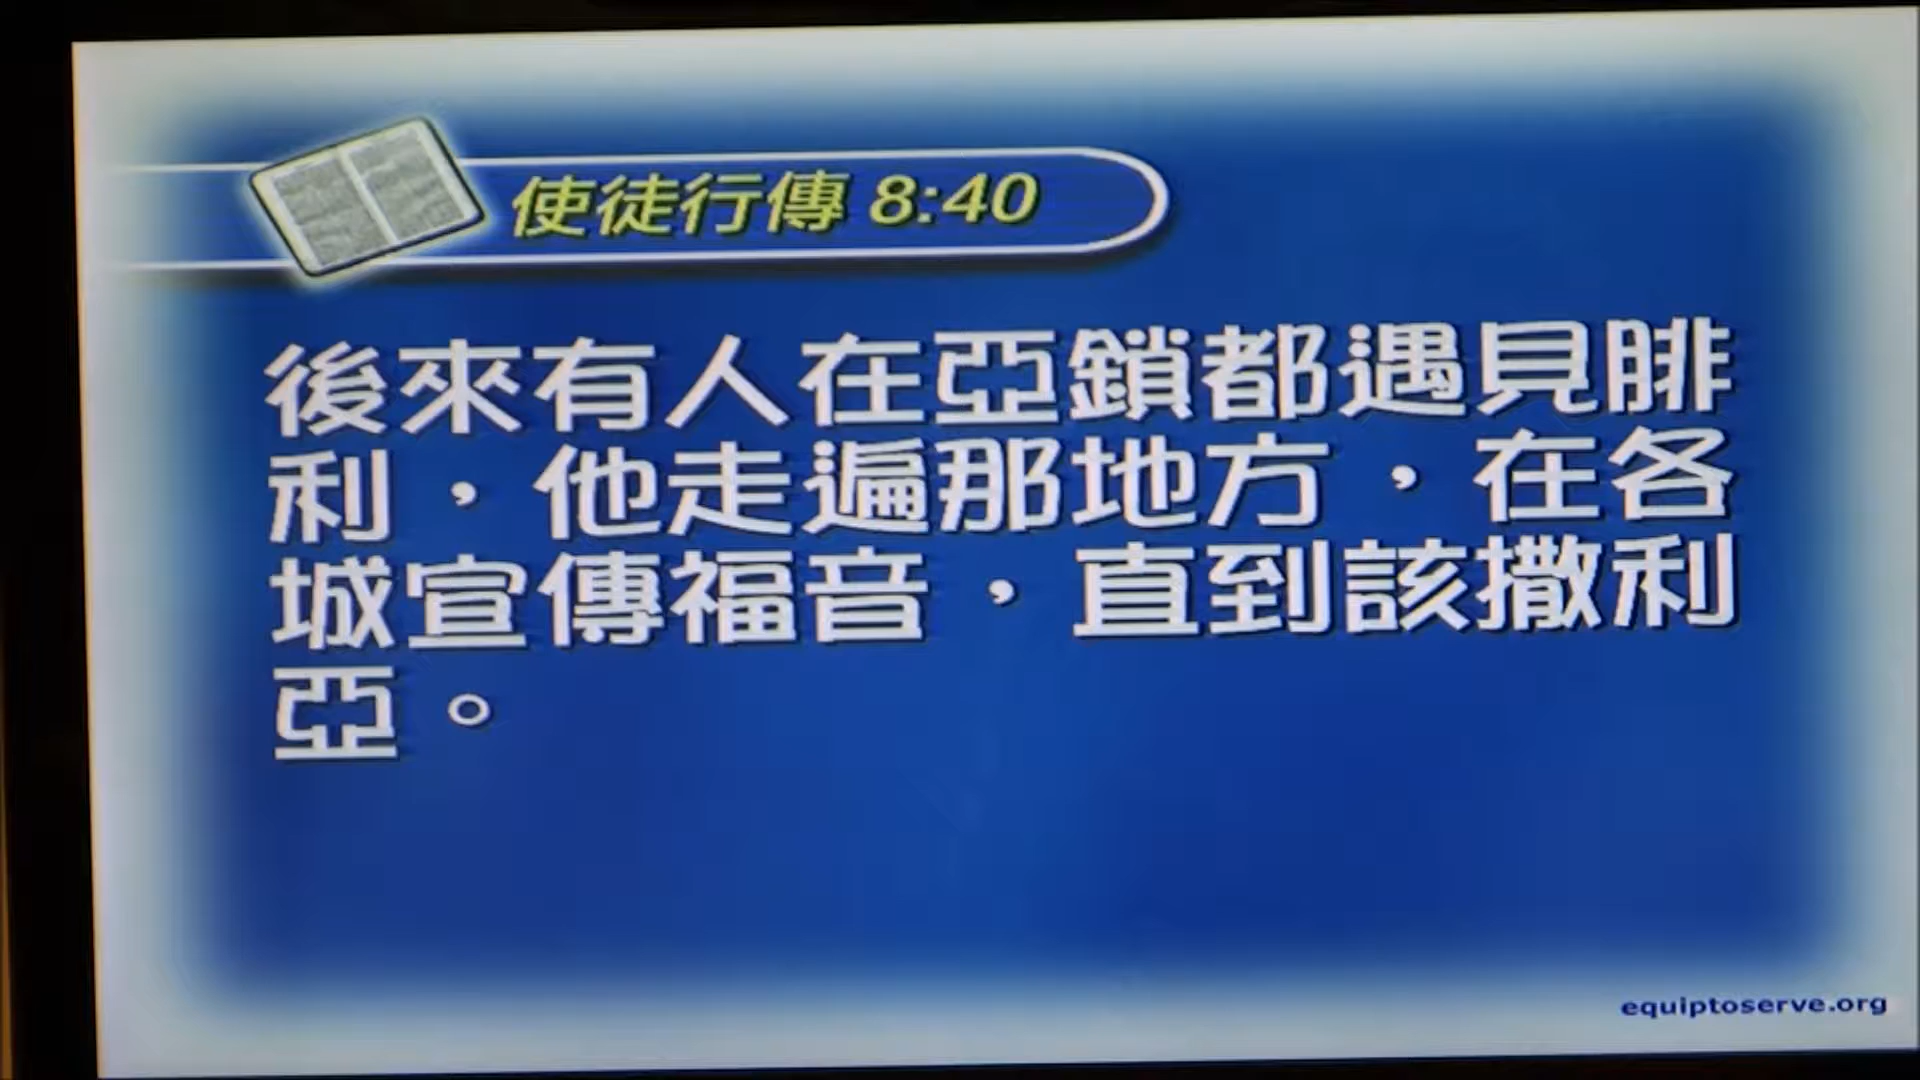 使徒行傳 8:40
後來有人在亞鎖都遇見腓
利，他走遍那地方，在各
城宣傳福音，直到該撒利
亞。
equiptoserve.org